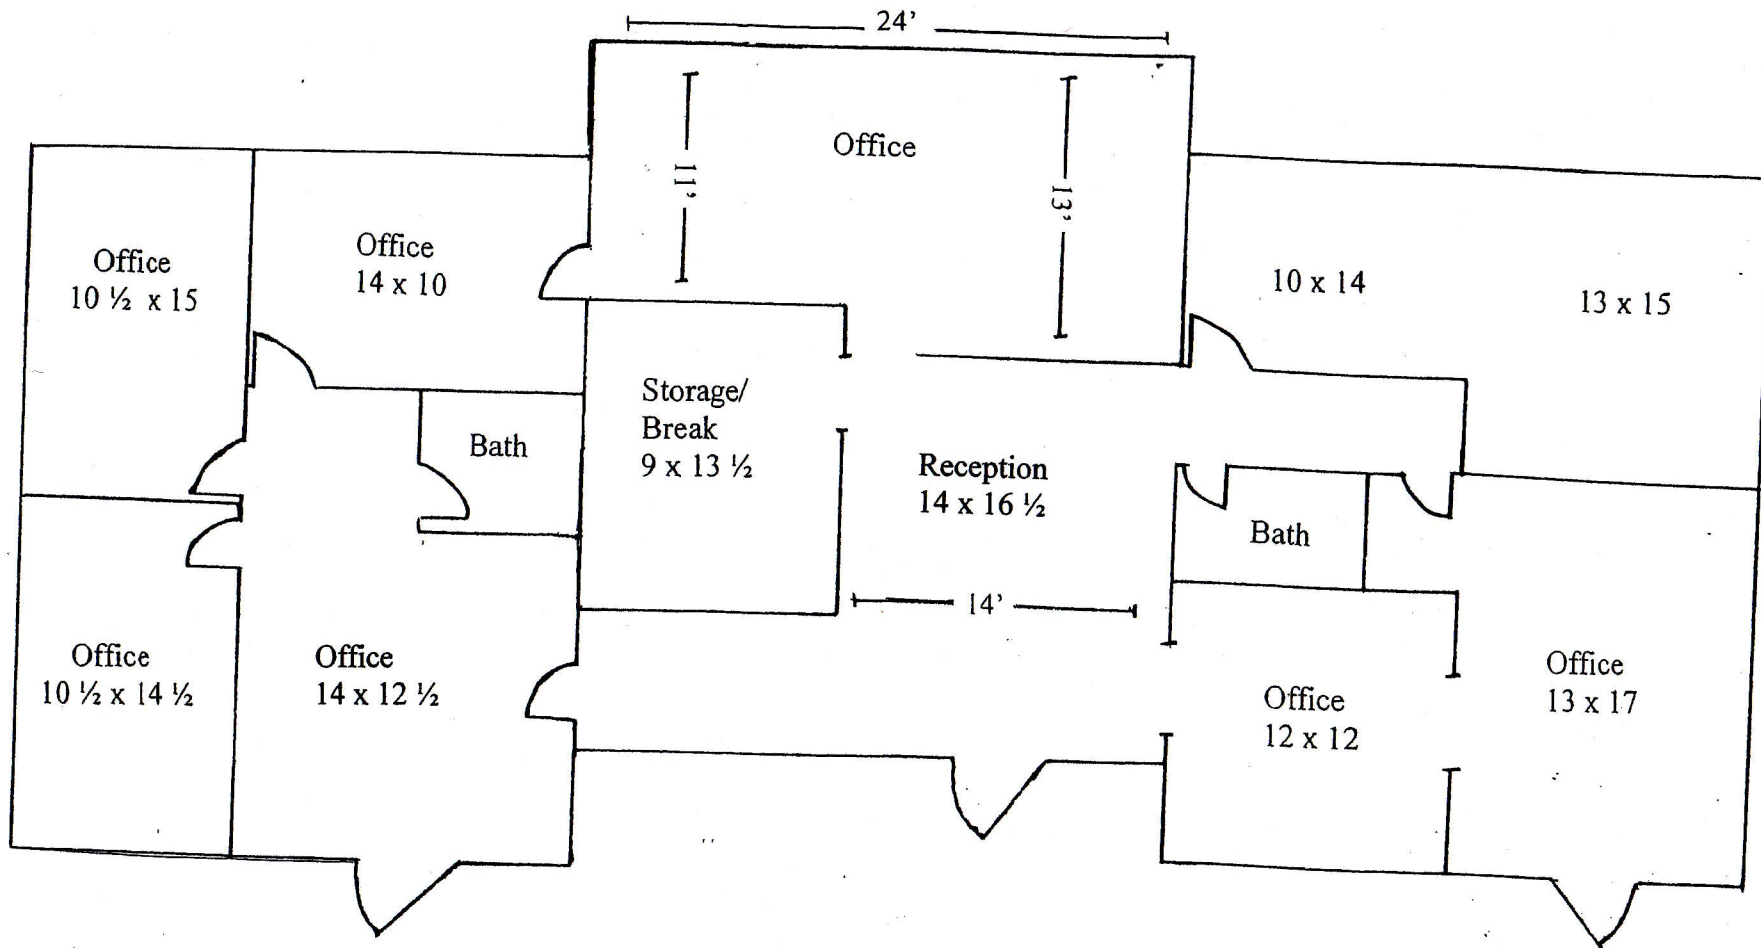 24’
11’
Office
13’
Office
10 ½ x 15
Office
14 x 10
10 x 14
13 x 15
Storage/
Break
9 x 13 ½
Bath
Reception
14 x 16 ½
Bath
14’
Office
10 ½ x 14 ½
Office
14 x 12 ½
Office
12 x 12
Office
13 x 17